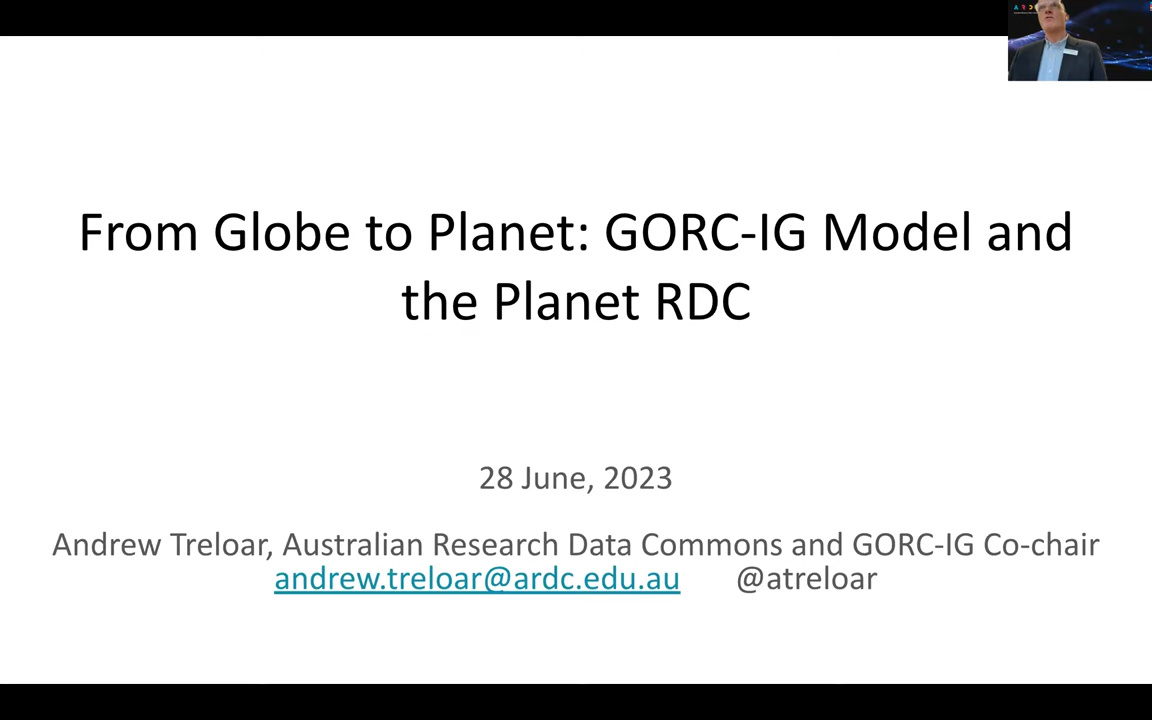 ARDC
From Globe to Planet: GORC-IG Model and
the Planet RDC
28 June, 2023
Andrew Treloar, Australian Research Data Commons and GORC-IG Co-chair
andrew.treloar@ardc.edu.au @atreloar